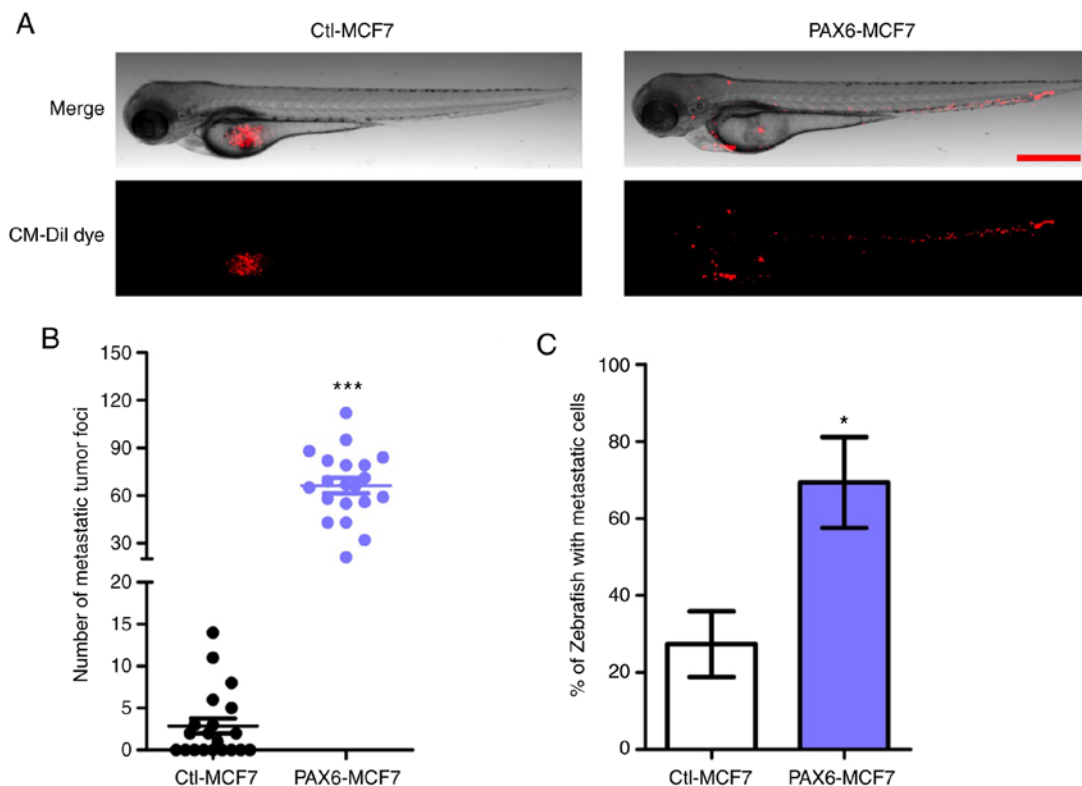 A
Ctl-MCF7
PAX6-MCF7
Merge
CM-DiI dye
B
Number of metastatic tumor foci
150
120
90
60
30
20
15
10
5
0
***
Ctl-MCF7
PAX6-MCF7
C
% of Zebrafish with metastatic cells
100
80
60
40
20
0
*
Ctl-MCF7
PAX6-MCF7